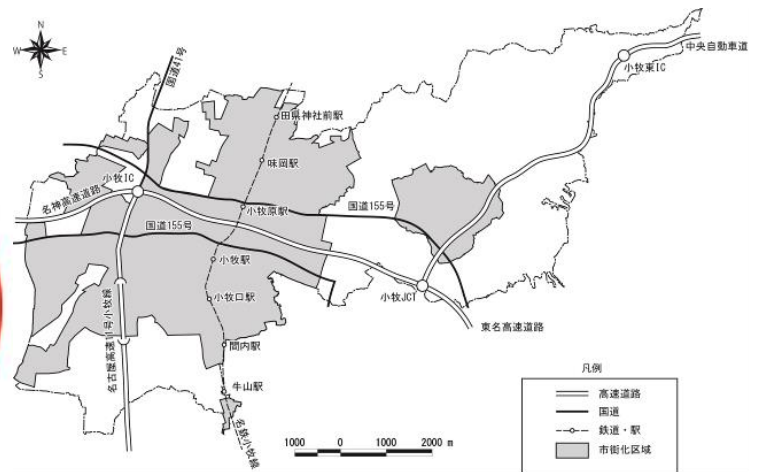 N
W
E
S
国道41号
中央自動車道
小牧東IC
田県神社前駅
味岡駅
小牧IC
名神高速道路
小牧原駅
国道155号
国道155号
小牧駅
小牧口駅
小牧JCT
東名高速道路
名古屋高速11号小牧線
間内駅
牛山駅
名鉄小牧線
凡例
高速道路
国道
鉄道・駅
市街化区域
1000 0 1000 2000 m